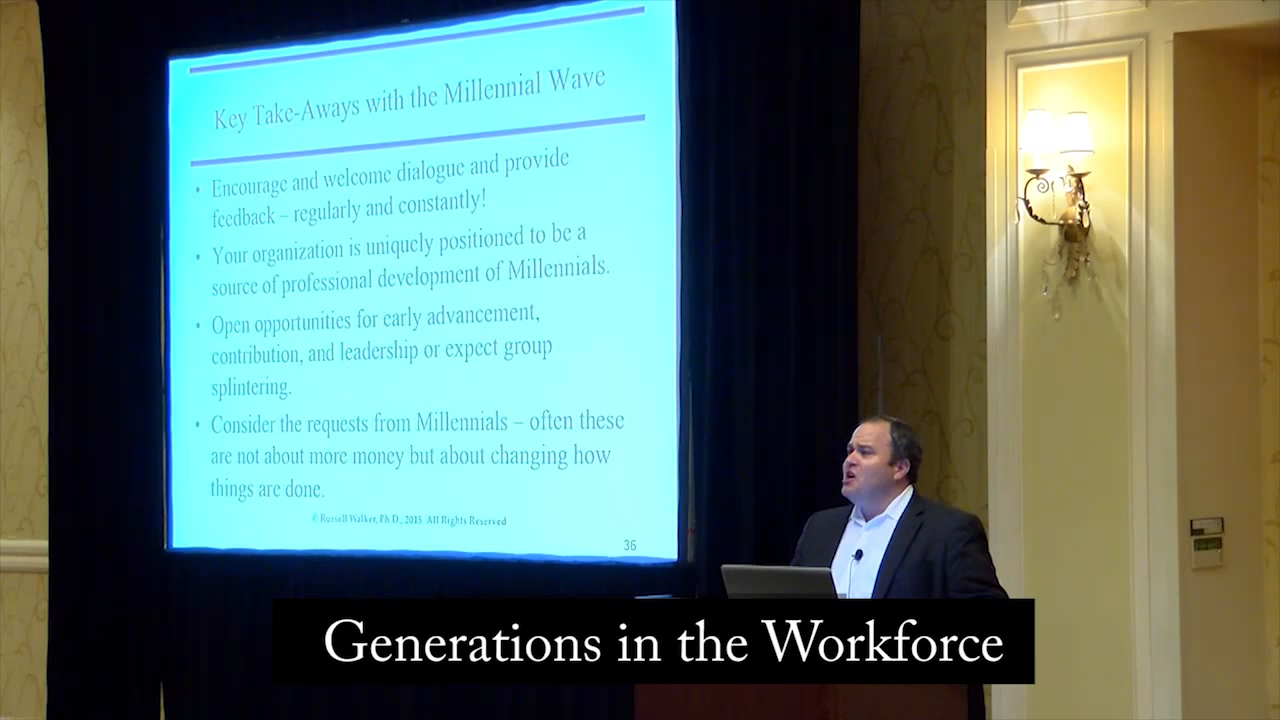 Key Take-Aways with the Millennial Wave
• Encourage and welcome dialogue and provide
feedback – regularly and constantly!
• Your organization is uniquely positioned to be a
source of professional development of Millennials.
• Open opportunities for early advancement,
contribution, and leadership or expect group
splintering.
• Consider the requests from Millennials – often these
are not about more money but about changing how
things are done.
© Russell Walker, Ph D., 2015 All Rights Reserved
36
Generations in the Workforce